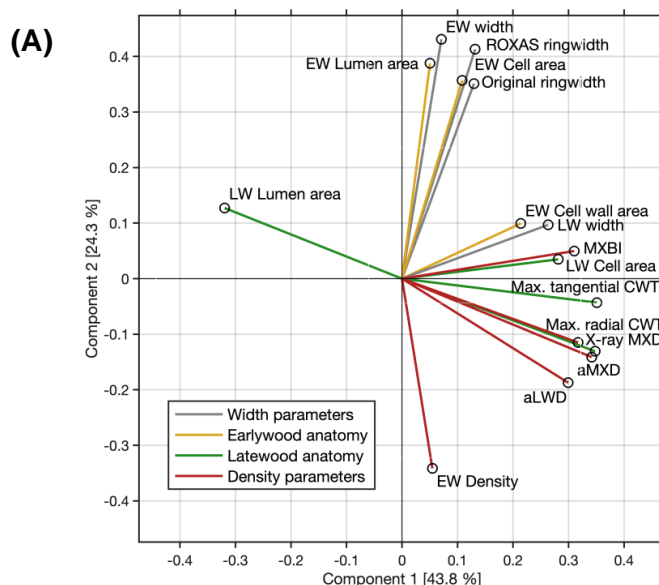 (A)
EW width
0.4
ROXAS ringwidth
EW Lumen area
EW Cell area
Original ringwidth
0.3
0.2
LW Lumen area
0.1
EW Cell wall area
LW width
MXBI
0
LW Cell area
Max. tangential CWT
-0.1
Max. radial CWT
X-ray MXD
aMXD
-0.2
aLWD
Width parameters
Earlywood anatomy
Latewood anatomy
Density parameters
-0.3
EW Density
-0.4
-0.4 -0.3 -0.2 -0.1 0 0.1 0.2 0.3 0.4
Component 1 [43.8 %]
Component 2 [24.3 %]